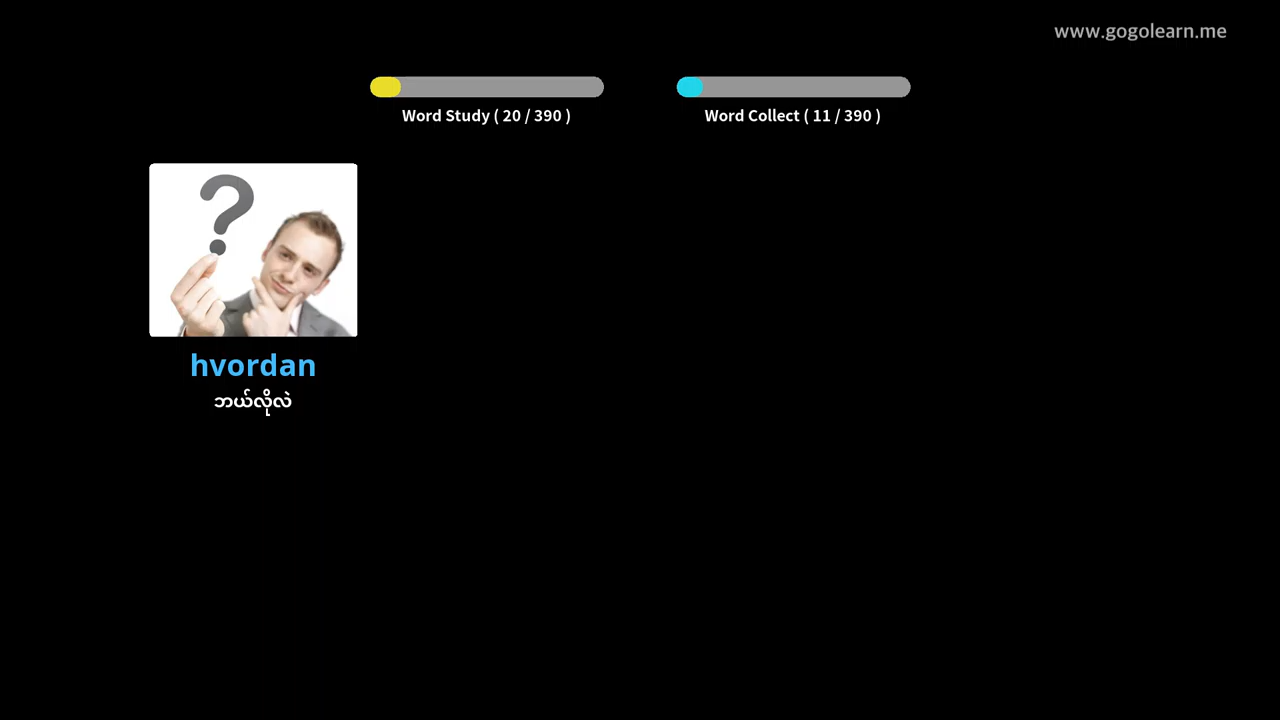 www.gogolearn.me
Word Study ( 20 / 390 )
Word Collect ( 11 / 390 )
?
hvordan
ဘယ်လိုလဲ